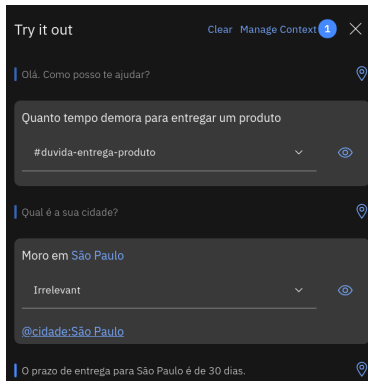 Try it out Clear Manage Context 1
Olá. Como posso te ajudar?
Quanto tempo demora para entregar um produto
#duvida-entrega-produto
Qual é a sua cidade?
Moro em São Paulo
Irrelevant
@cidade:São Paulo
O prazo de entrega para São Paulo é de 30 dias.